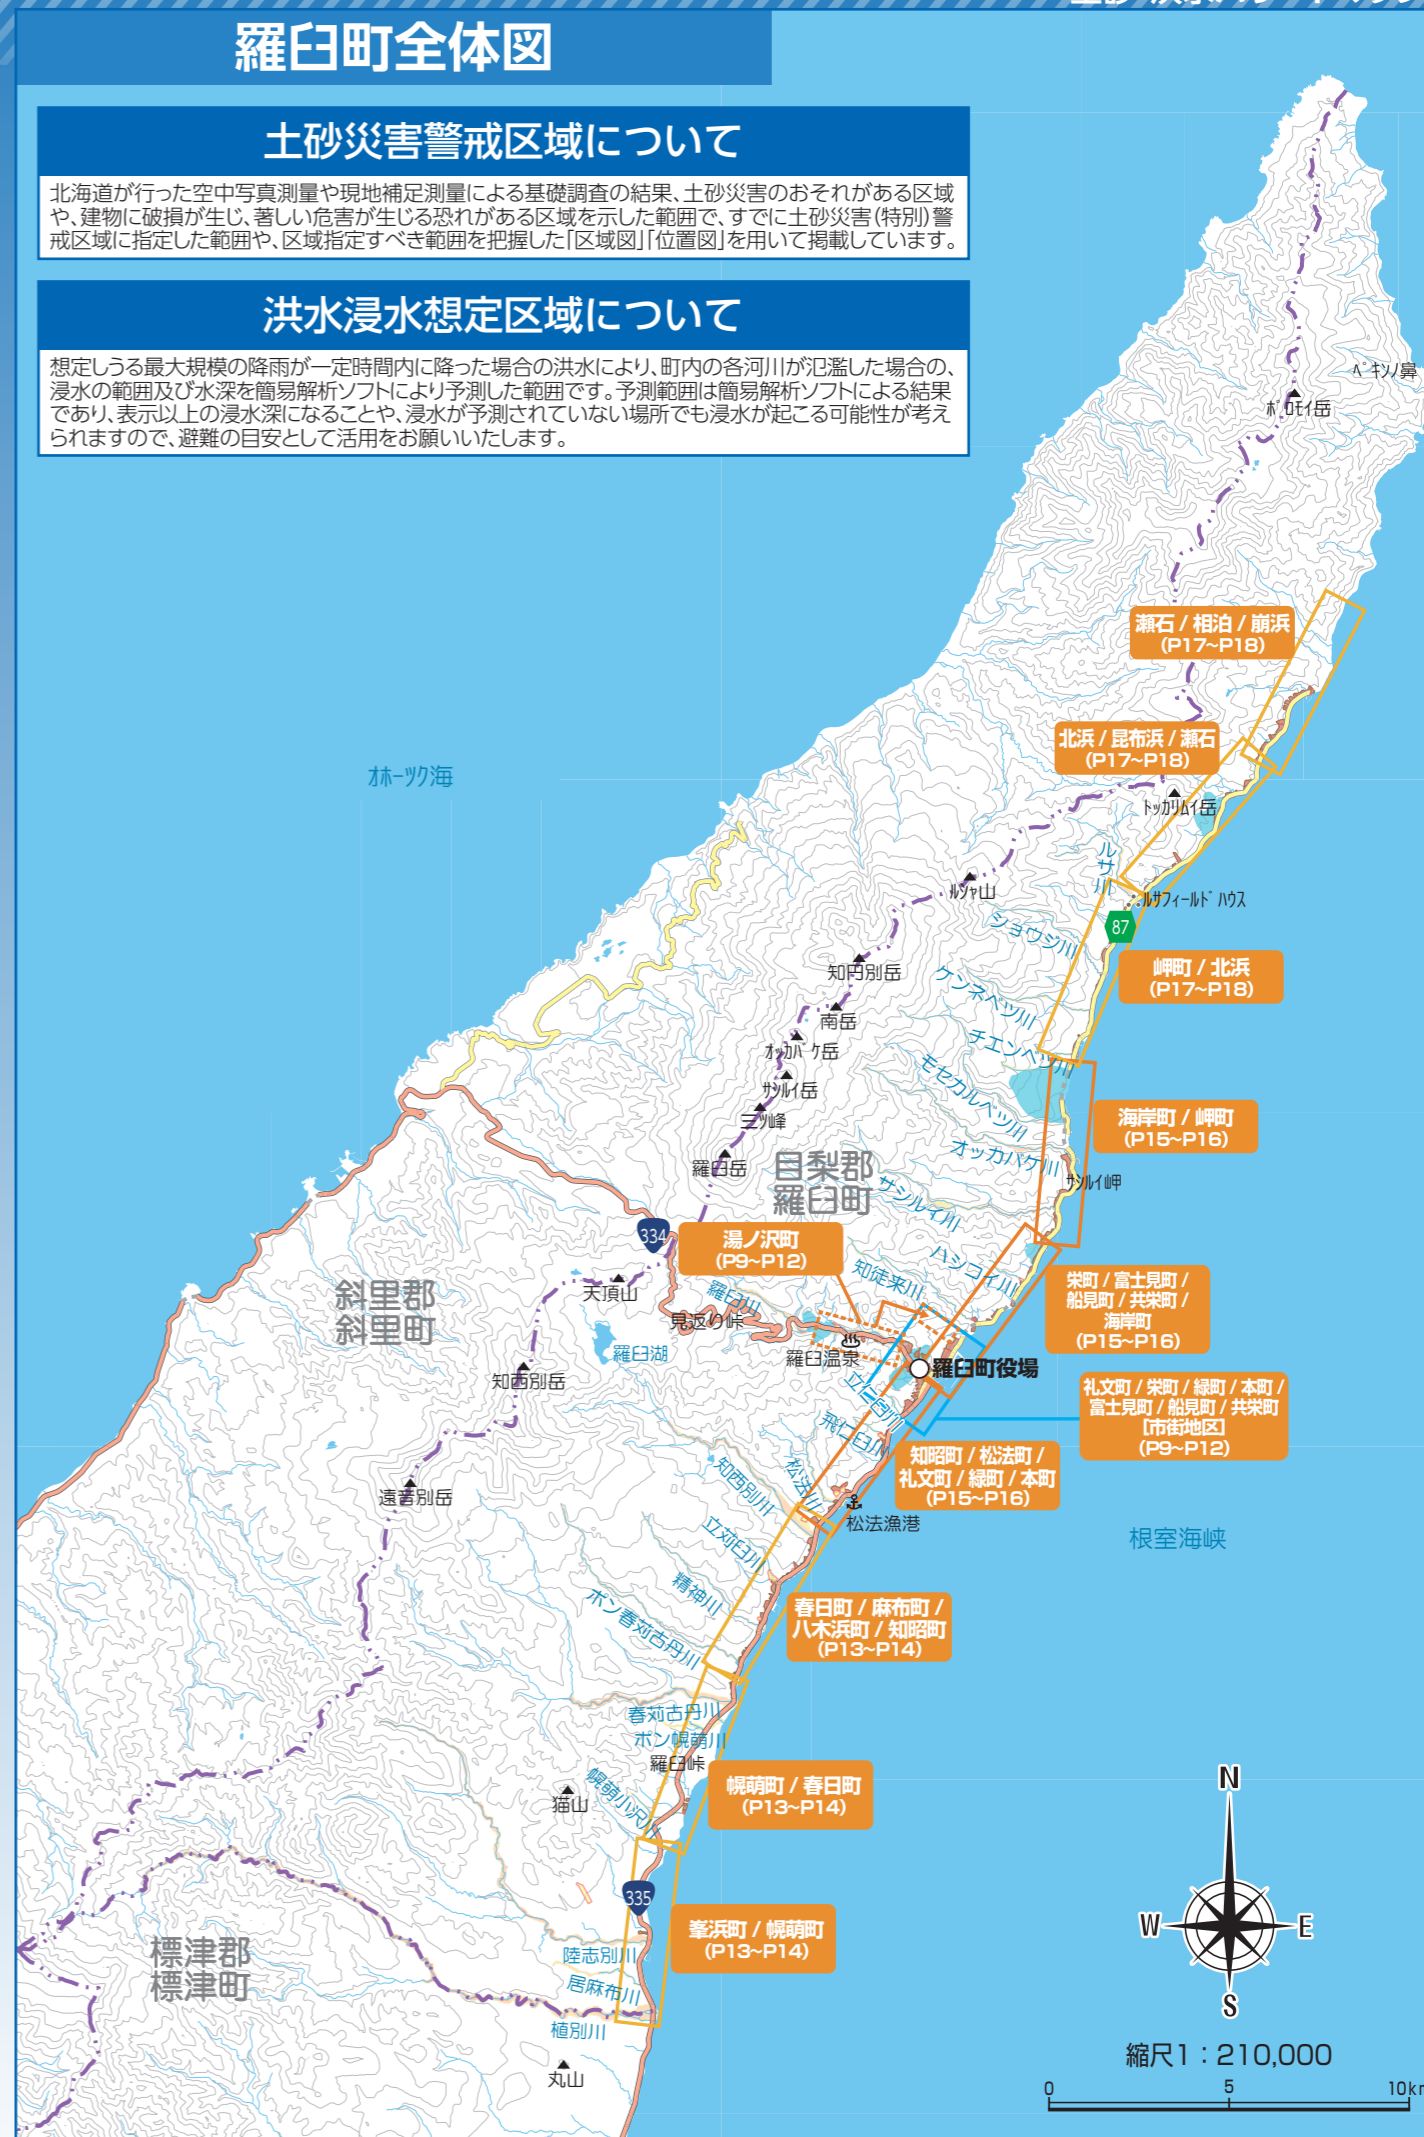 羅臼町全体図
土砂災害警戒区域について
北海道が行った空中写真測量や現地補足測量による基礎調査の結果、土砂災害のおそれがある区域
や、建物に破損が生じ、著しい危害が生じる恐れがある区域を示した範囲で、すでに土砂災害(特別)警
戒区域に指定した範囲や、区域指定すべき範囲を把握した「区域図」「位置図」を用いて掲載しています。
洪水浸水想定区域について
想定しうる最大規模の降雨が一定時間内に降った場合の洪水により、町内の各河川が氾濫した場合の、
浸水の範囲及び水深を簡易解析ソフトにより予測した範囲です。予測範囲は簡易解析ソフトによる結果
であり、表示以上の浸水深になることや、浸水が予測されていない場所でも浸水が起こる可能性が考え
られますので、避難の目安として活用をお願いいたします。
ペキンノ鼻
ポロモイ岳
瀬石 / 相泊 / 崩浜
(P17~P18)
北浜 / 昆布浜 / 瀬石
(P17~P18)
オホーツク海
トッカリムイ岳
ルサ川
ルシャ山
ルサフィールドハウス
87
ショウジ川
岬町 / 北浜
(P17~P18)
知円別岳
ケンネベツ川
南岳
オッカバケ岳
チエンベツ川
サシルイ岳
モセカルベツ川
三ツ峰
海岸町 / 岬町
(P15~P16)
オッカバケ川
羅臼岳
目梨郡
羅臼町
サシルイ岬
サシルイ川
334
湯ノ沢町
(P9~P12)
ハシコイ川
知徒来川
栄町 / 富士見町 /
船見町 / 共栄町 /
海岸町
(P15~P16)
天頂山
羅臼川
斜里郡
斜里町
見返り峠
羅臼湖
羅臼温泉
羅臼町役場
知西別岳
立仁臼川
礼文町 / 栄町 / 緑町 / 本町 /
富士見町 / 船見町 / 共栄町
[市街地区]
(P9~P12)
飛仁臼川
知昭町 / 松法町 /
礼文町 / 緑町 / 本町
(P15~P16)
松法川
知西別川
遠音別岳
松法漁港
根室海峡
立苅臼川
精神川
ポン春苅古丹川
春日町 / 麻布町 /
八木浜町 / 知昭町
(P13~P14)
春苅古丹川
ポン幌萌川
羅臼峠
幌萌町 / 春日町
(P13~P14)
幌萌小沢川
猫山
335
峯浜町 / 幌萌町
(P13~P14)
標津郡
標津町
陸志別川
居麻布川
植別川
丸山
N
W
E
S
縮尺1：210,000
0
5
10km